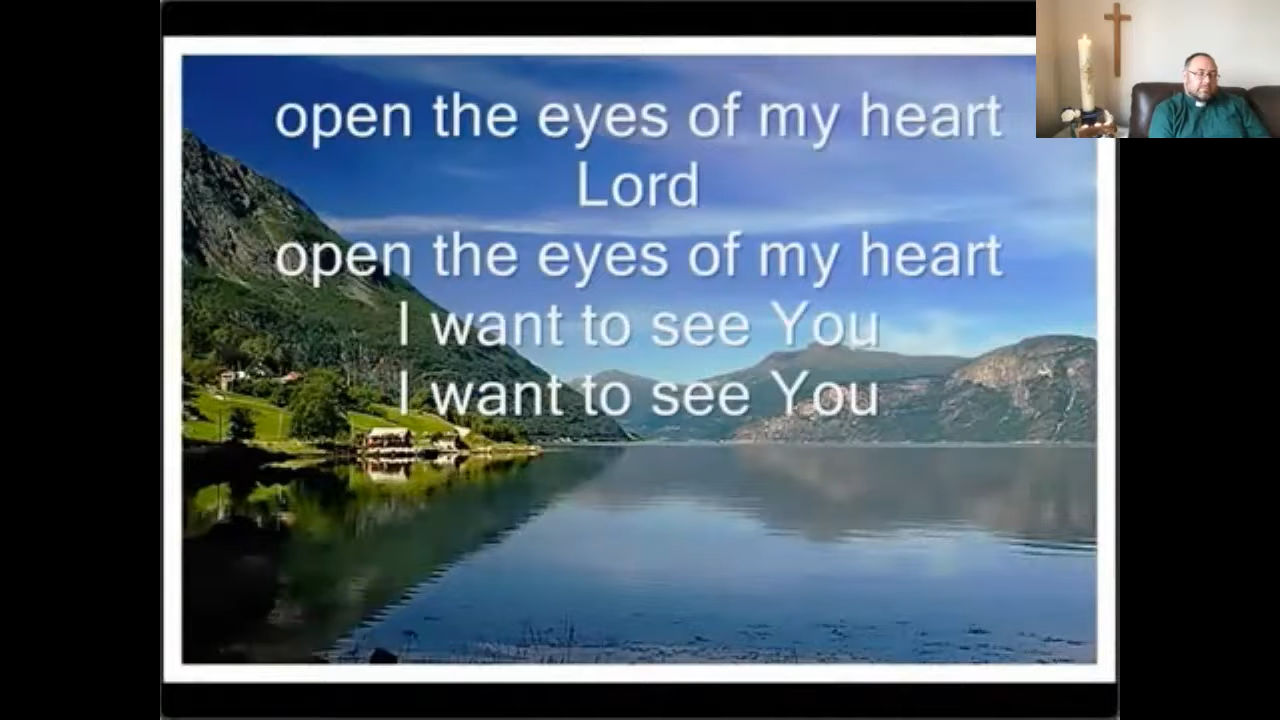 open the eyes of my heart
Lord
open the eyes of my heart
I want to see You
I want to see You